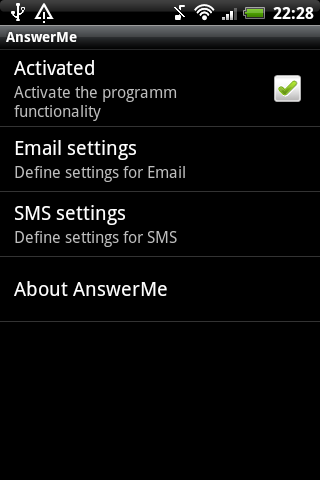 22:28
AnswerMe
Activated
Activate the programm
functionality
Email settings
Define settings for Email
SMS settings
Define settings for SMS
About AnswerMe